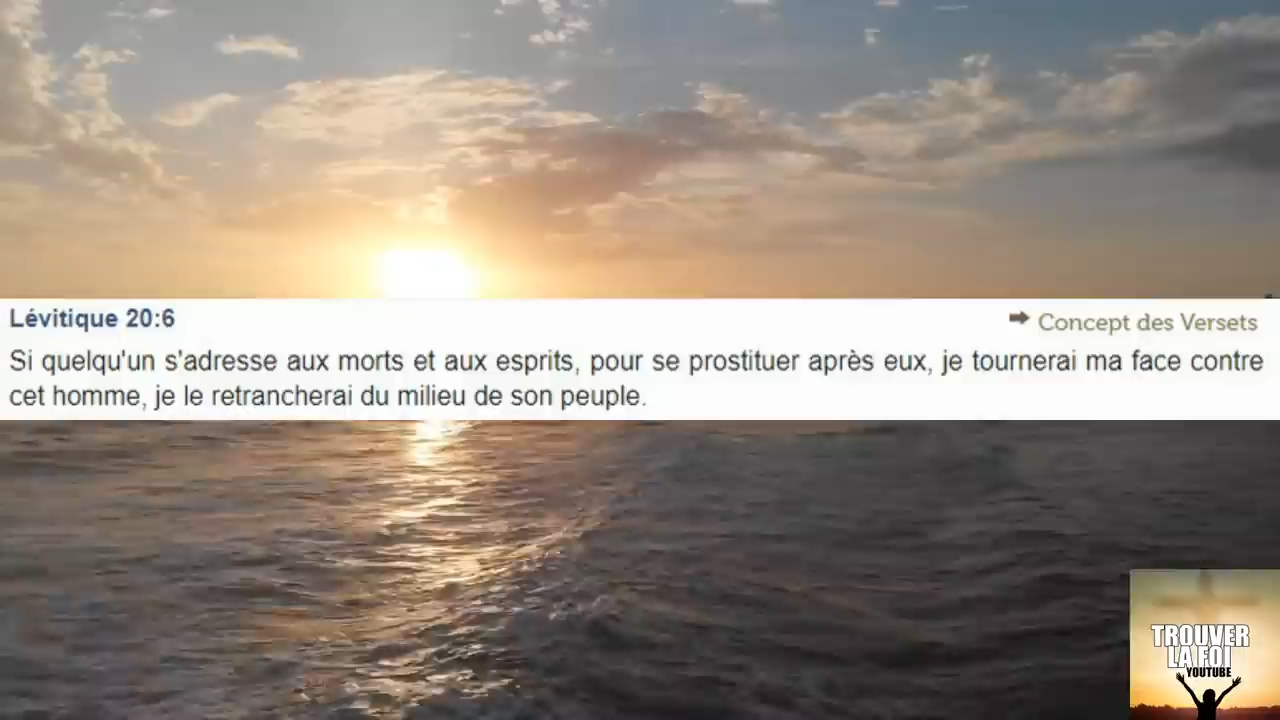 Lévitique 20:6
➡ Concept des Versets
Si quelqu'un s'adresse aux morts et aux esprits, pour se prostituer après eux, je tournerai ma face contre
cet homme, je le retrancherai du milieu de son peuple.
TROUVER
LA FOI
YOUTUBE